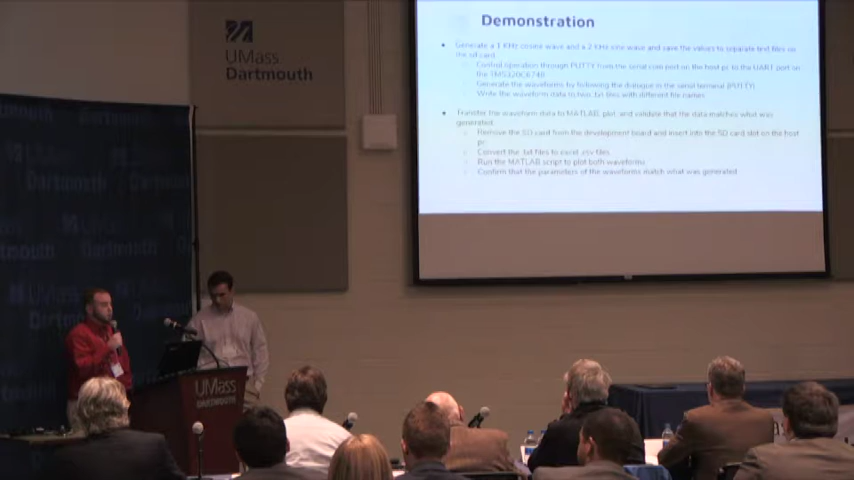 Demonstration
UMass
Dartmouth
Generate a 1 KHz cosine wave and a 2 KHz sine wave and save the values to separate text files on
the sd card
Control operation through PUTTY from the serial com port on the host pc to the UART port on
the TMS320C6748
Generate the waveforms by following the dialogue in the serial terminal (PUTTY)
Write the waveform data to two .txt files with different file names
Transfer the waveform data to MATLAB, plot, and validate that the data matches what was
generated
Remove the SD card from the development board and insert into the SD card slot on the host
pc
Convert the .txt files to .csv files
Run the MATLAB script to plot both waveforms
Confirm that the parameters of the waveforms match what was generated
UMASS
DARTMOUTH